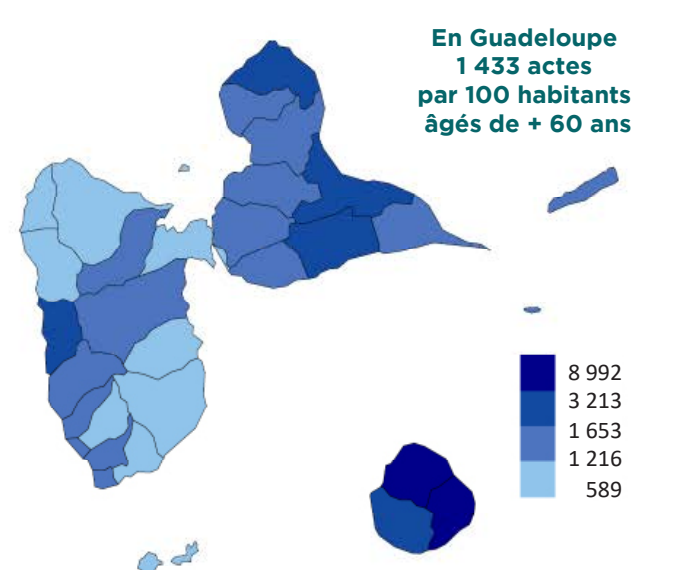 En Guadeloupe
1 433 actes
par 100 habitants
âgés de + 60 ans
8 992
3 213
1 653
1 216
589